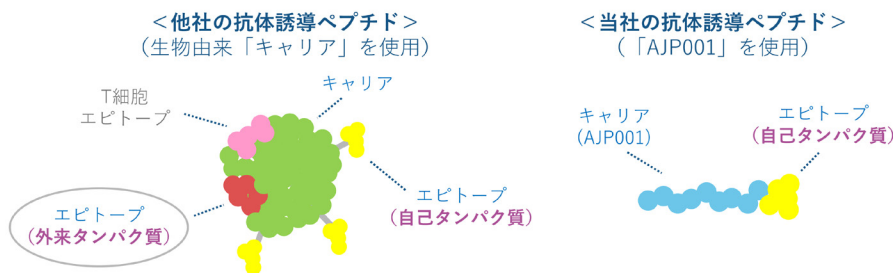 ＜他社の抗体誘導ペプチド＞
（生物由来「キャリア」を使用）
T細胞
エピトープ
キャリア
エピトープ
（外来タンパク質）
エピトープ
（自己タンパク質）
＜当社の抗体誘導ペプチド＞
（「AJP001」を使用）
キャリア
(AJP001)
エピトープ
（自己タンパク質）